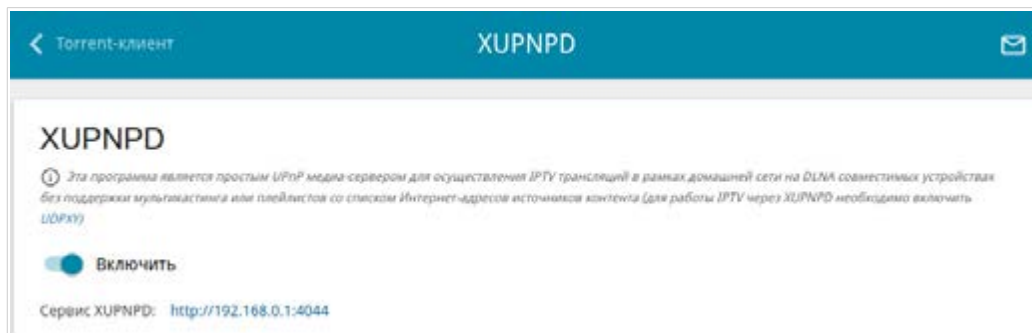 Torrent-клиент
XUPNPD
XUPNPD
Эта программа является простым UPnP медиа-сервером для осуществления IPTV трансляций в рамках домашней сети на DLNA совместимых устройствах
без поддержки мультикастинга или плейлистов со списком Интернет-адресов источников контента (для работы IPTV через XUPNPD необходимо включить
UDPXY)
Включить
Сервис XUPNPD: http://192.168.0.1:4044